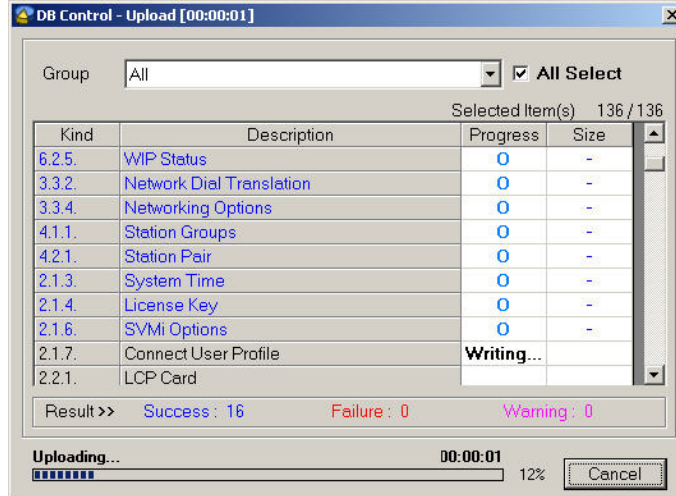 DB Control - Upload [00:00:01]
Group All All Select
Selected Item(s) 136 / 136
Kind Description Progress Size
6.2.5. WIP Status O -
3.3.2. Network Dial Translation O -
3.3.4. Networking Options O -
4.1.1. Station Groups O -
4.2.1. Station Pair O -
2.1.3. System Time O -
2.1.4. License Key O -
2.1.6. SVMi Options O -
2.1.7. Connect User Profile Writing...
2.2.1. LCP Card
Result >> Success : 16 Failure : 0 Warning : 0
Uploading... 00:00:01
12% Cancel